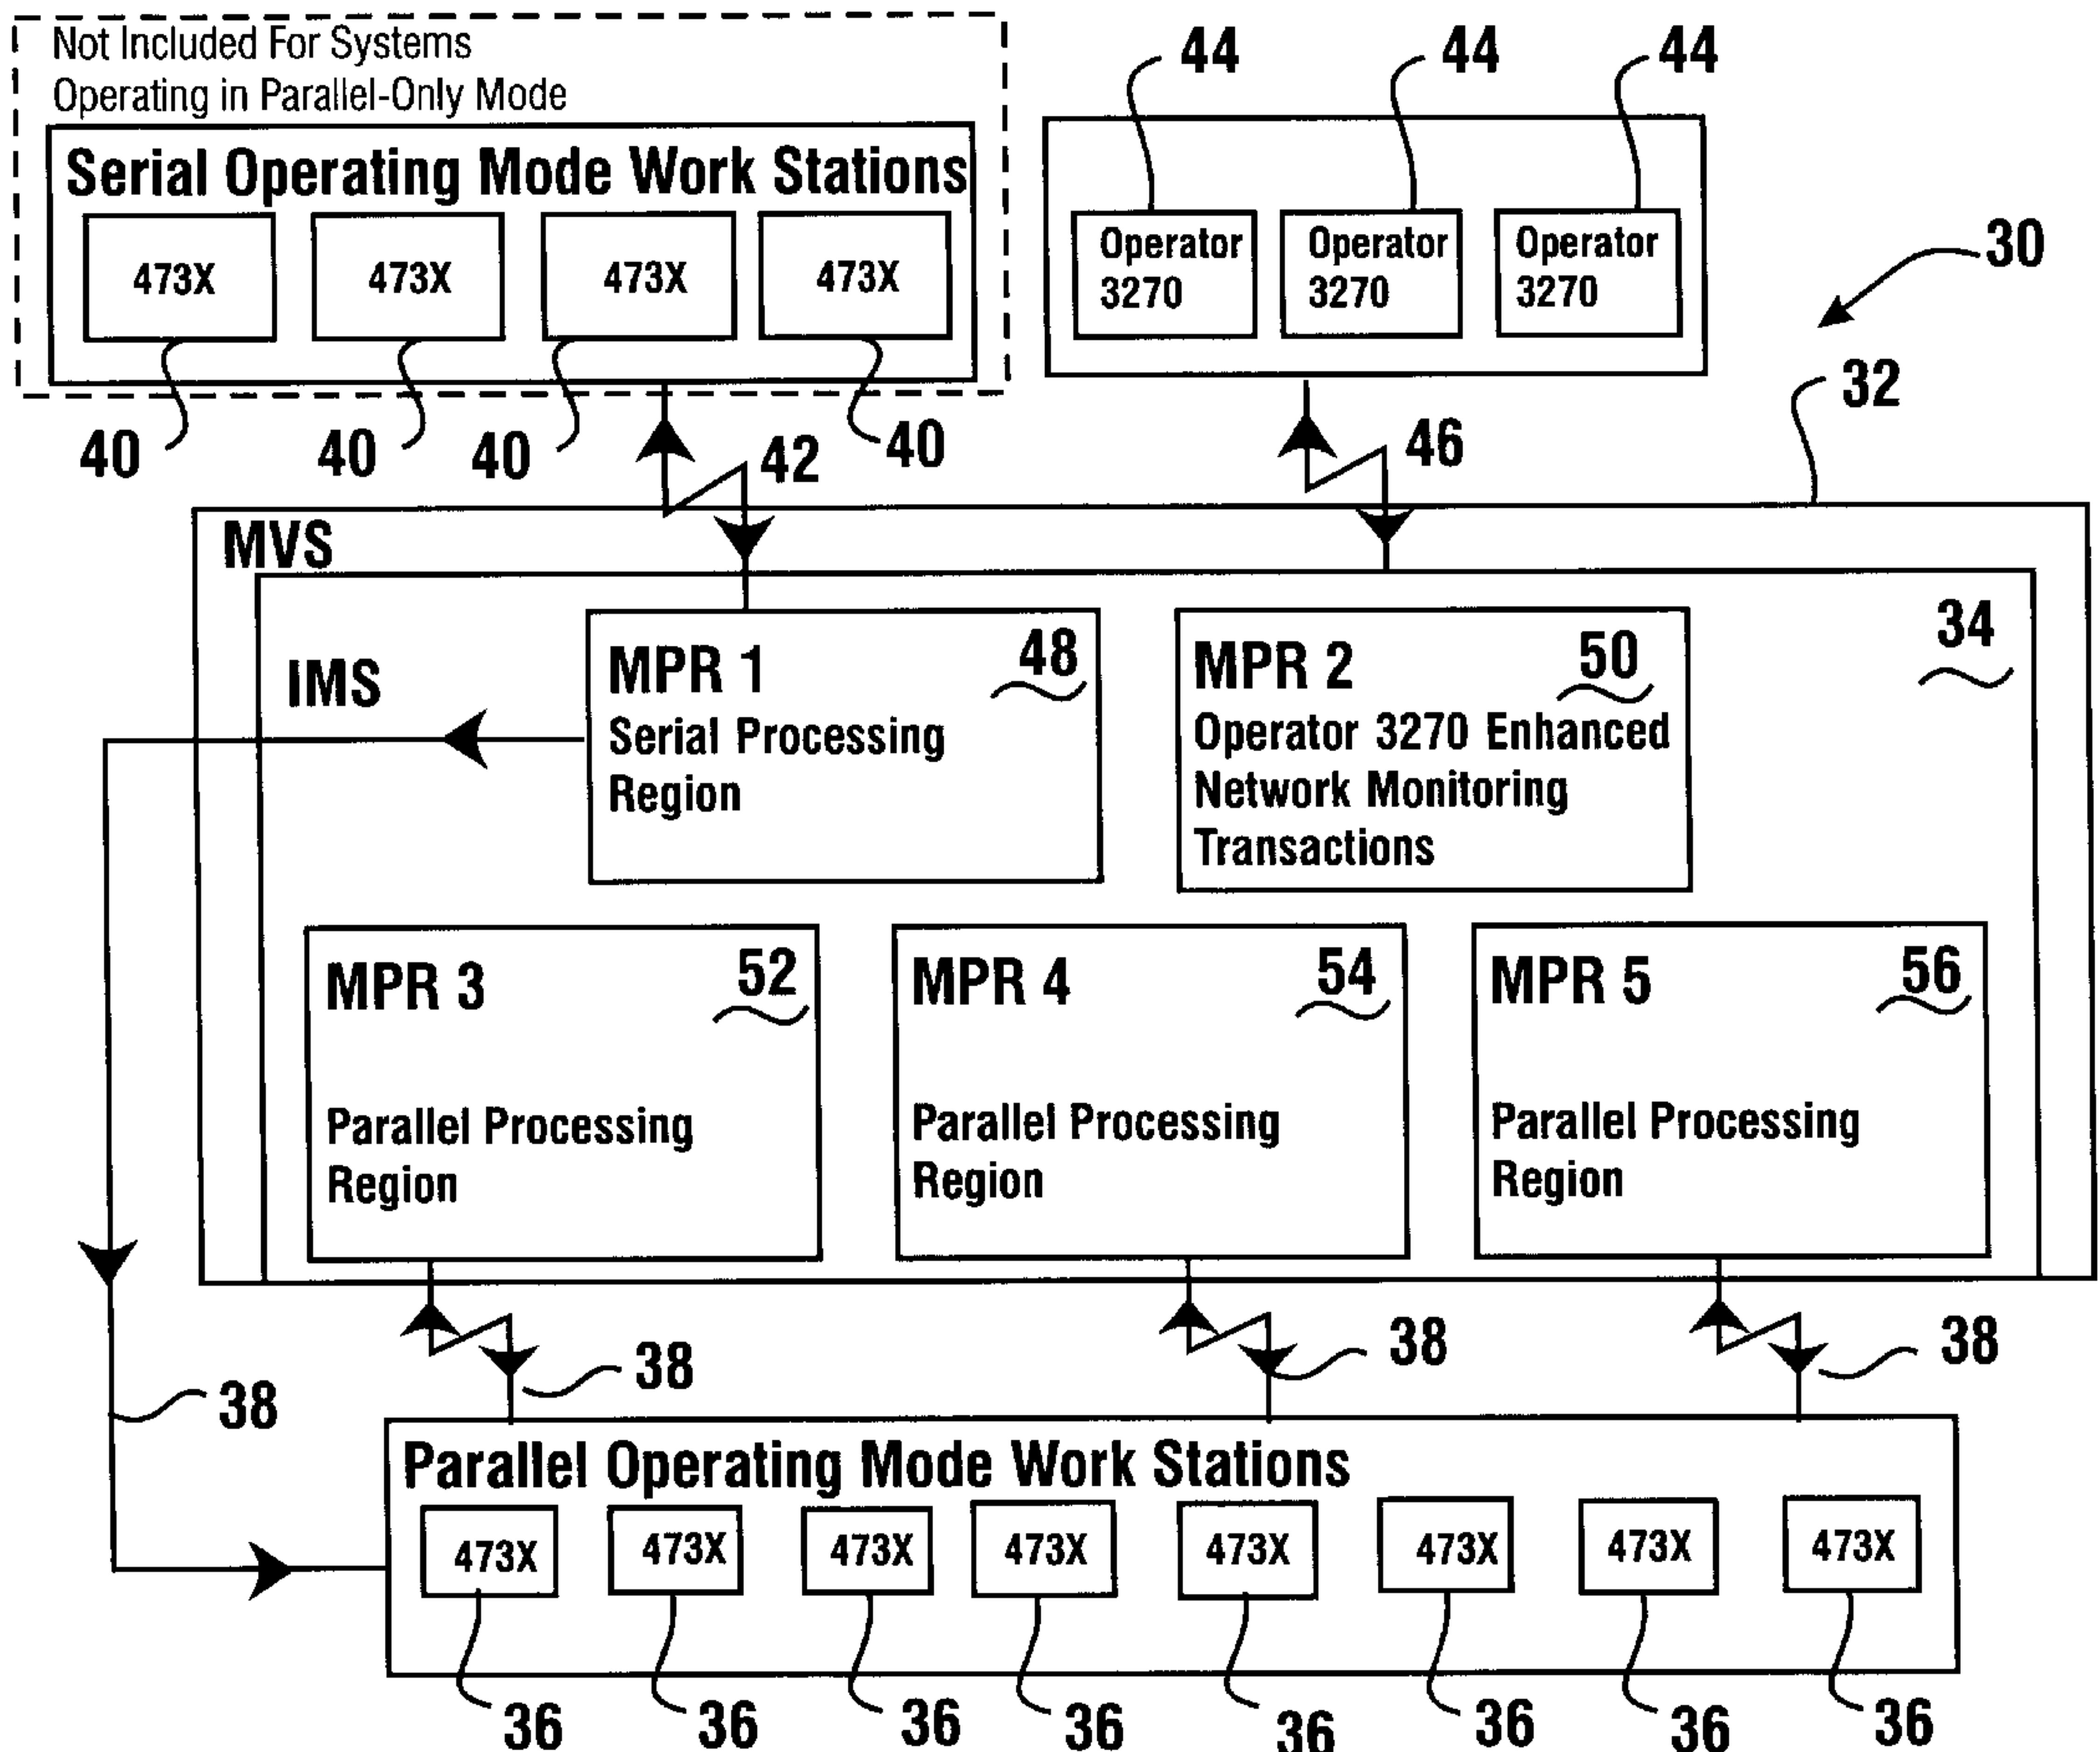 Not Included For Systems
Operating in Parallel-Only Mode
Serial Operating Mode Work Stations
473X
473X
473X
473X
40
40
40
40
42
44
44
44
Operator
3270
Operator
3270
Operator
3270
30
32
46
MVS
IMS
34
MPR 1
48
Serial Processing
Region
MPR 2
50
Operator 3270 Enhanced
Network Monitoring
Transactions
MPR 3
52
Parallel Processing
Region
MPR 4
54
Parallel Processing
Region
MPR 5
56
Parallel Processing
Region
38
38
38
38
Parallel Operating Mode Work Stations
473X
473X
473X
473X
473X
473X
473X
473X
36
36
36
36
36
36
36
36